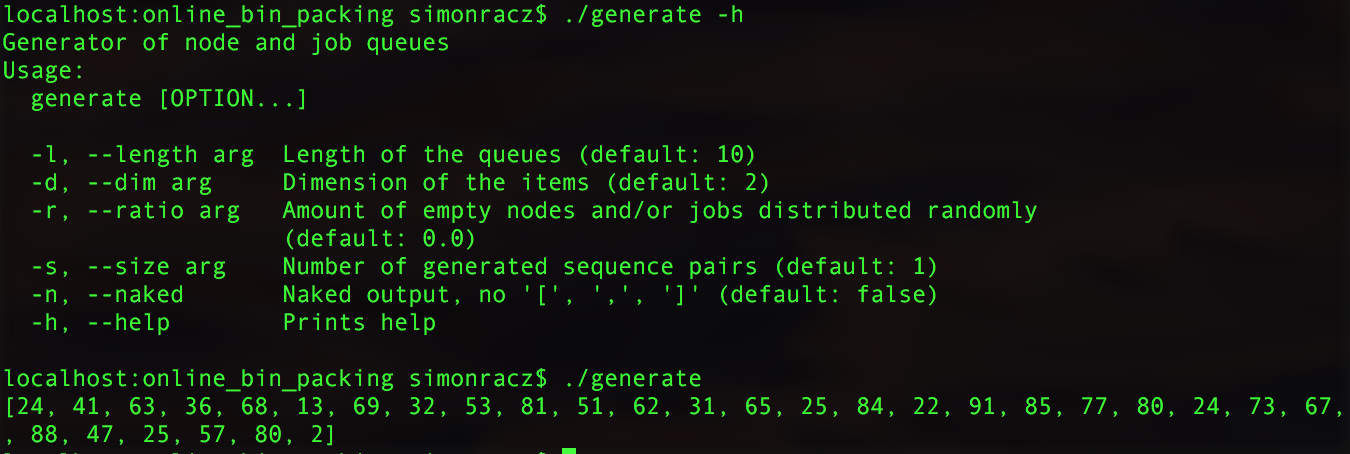 localhost:online_bin_packing simonracz$ ./generate -h
Generator of node and job queues
Usage:
  generate [OPTION...]

  -l, --length arg  Length of the queues (default: 10)
  -d, --dim arg     Dimension of the items (default: 2)
  -r, --ratio arg   Amount of empty nodes and/or jobs distributed randomly
                    (default: 0.0)
  -s, --size arg    Number of generated sequence pairs (default: 1)
  -n, --naked       Naked output, no '[', ',', ']' (default: false)
  -h, --help        Prints help

localhost:online_bin_packing simonracz$ ./generate
[24, 41, 63, 36, 68, 13, 69, 32, 53, 81, 51, 62, 31, 65, 25, 84, 22, 91, 85, 77, 80, 24, 73, 67,
, 88, 47, 25, 57, 80, 2]